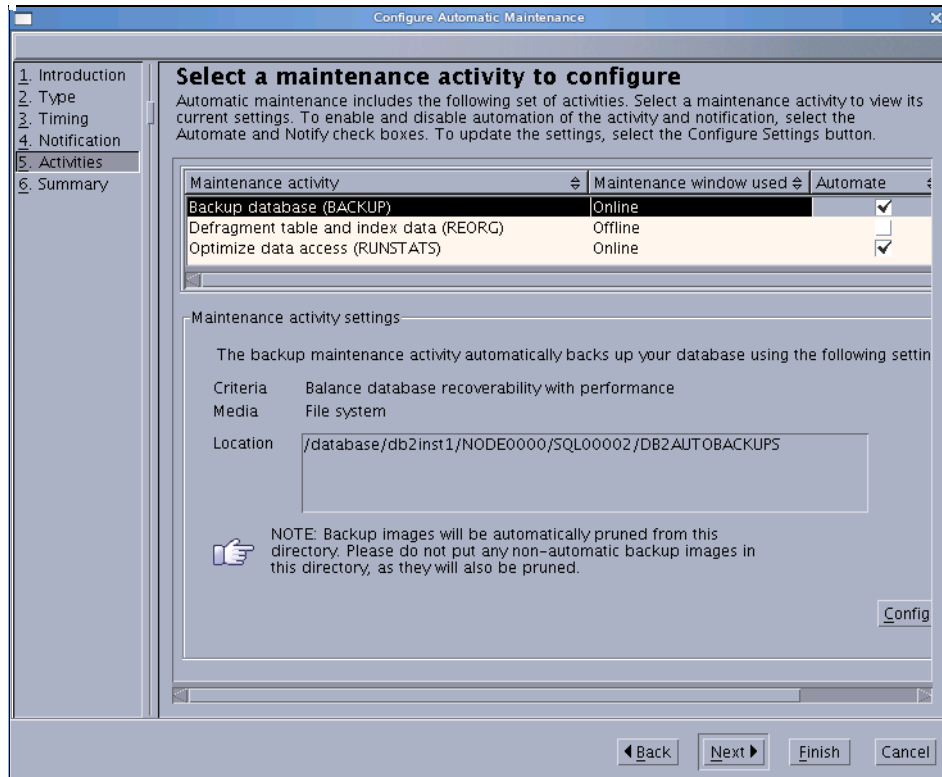 Configure Automatic Maintenance
1. Introduction
2. Type
3. Timing
4. Notification
5. Activities
6. Summary
Select a maintenance activity to configure
Automatic maintenance includes the following set of activities. Select a maintenance activity to view its
current settings. To enable and disable automation of the activity and notification, select the
Automate and Notify check boxes. To update the settings, select the Configure Settings button.
Maintenance activity Maintenance window used Automate
Backup database (BACKUP) Online
Defragment table and index data (REORG) Offline
Optimize data access (RUNSTATS) Online
Maintenance activity settings
The backup maintenance activity automatically backs up your database using the following settin
Criteria Balance database recoverability with performance
Media File system
Location /database/db2inst1/NODE0000/SQL00002/DB2AUTOBACKUPS
NOTE: Backup images will be automatically pruned from this
directory. Please do not put any non-automatic backup images in
this directory, as they will also be pruned.
Config
Back Next Finish Cancel